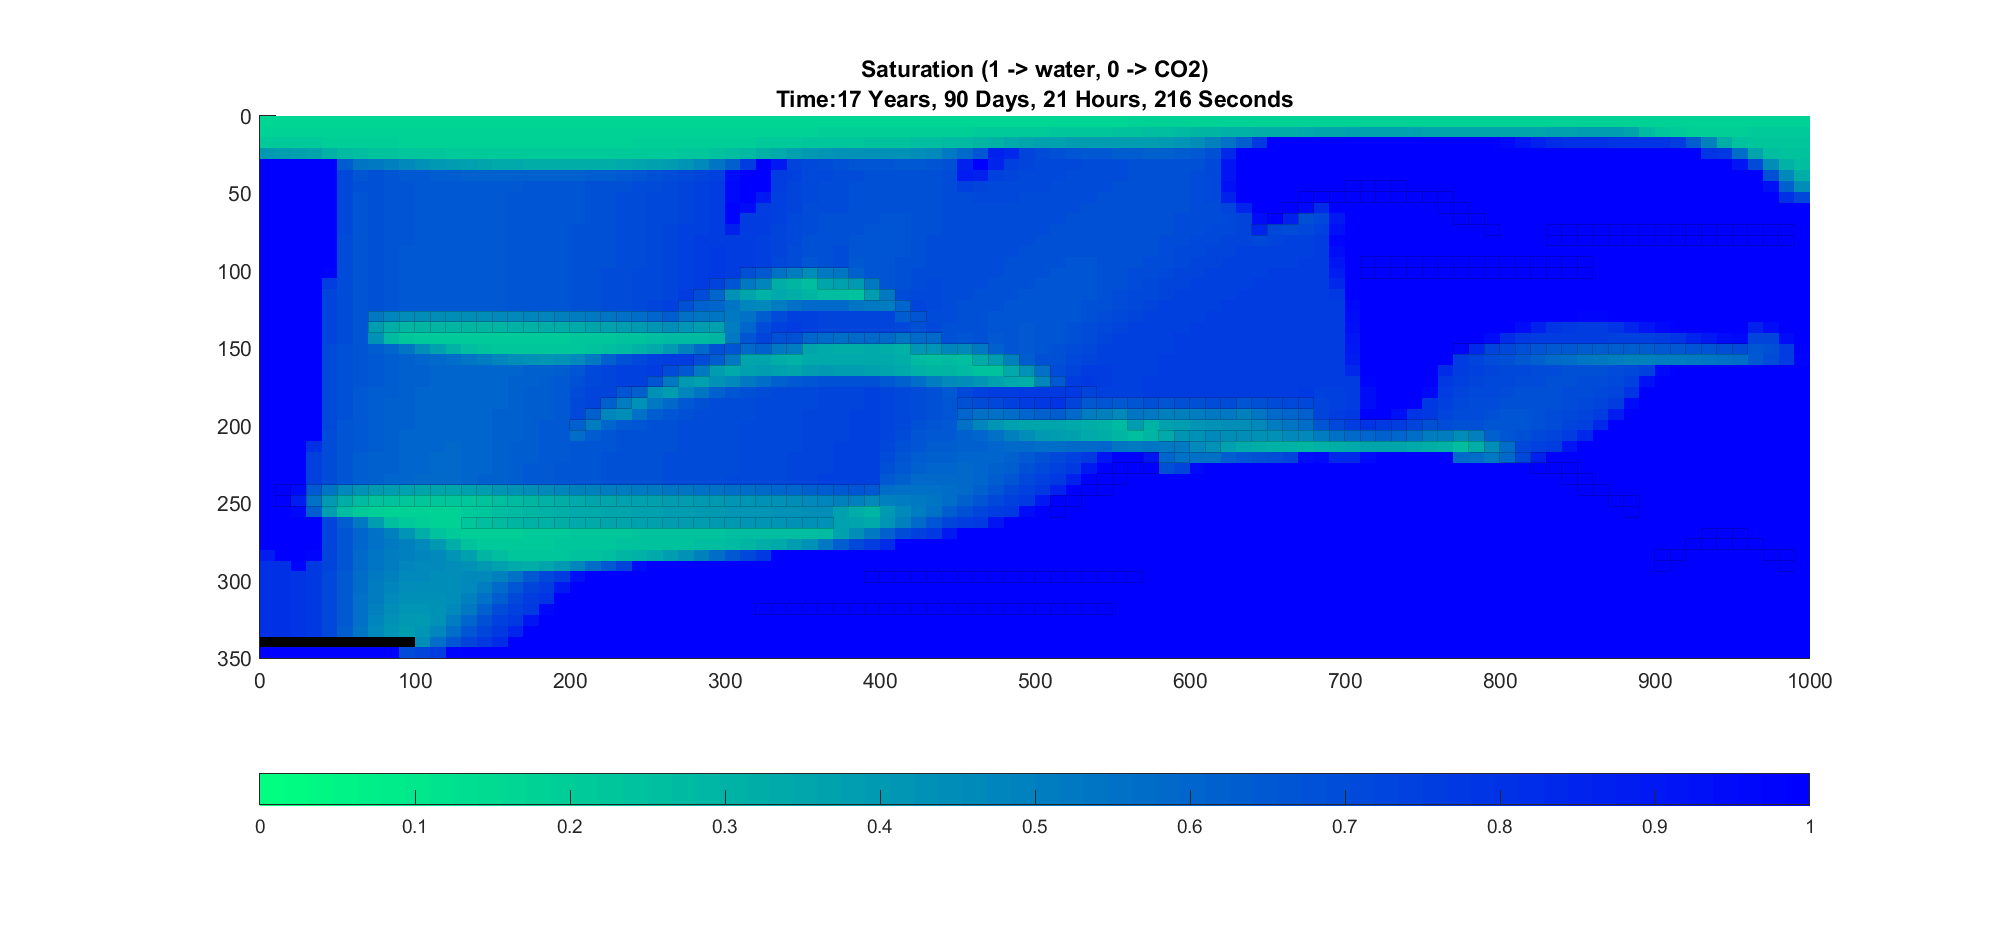 Saturation (1 -> water, 0 -> CO2)
Time:17 Years, 90 Days, 21 Hours, 216 Seconds
0
50
100
150
200
250
300
350
0 100 200 300 400 500 600 700 800 900 1000
0 0.1 0.2 0.3 0.4 0.5 0.6 0.7 0.8 0.9 1